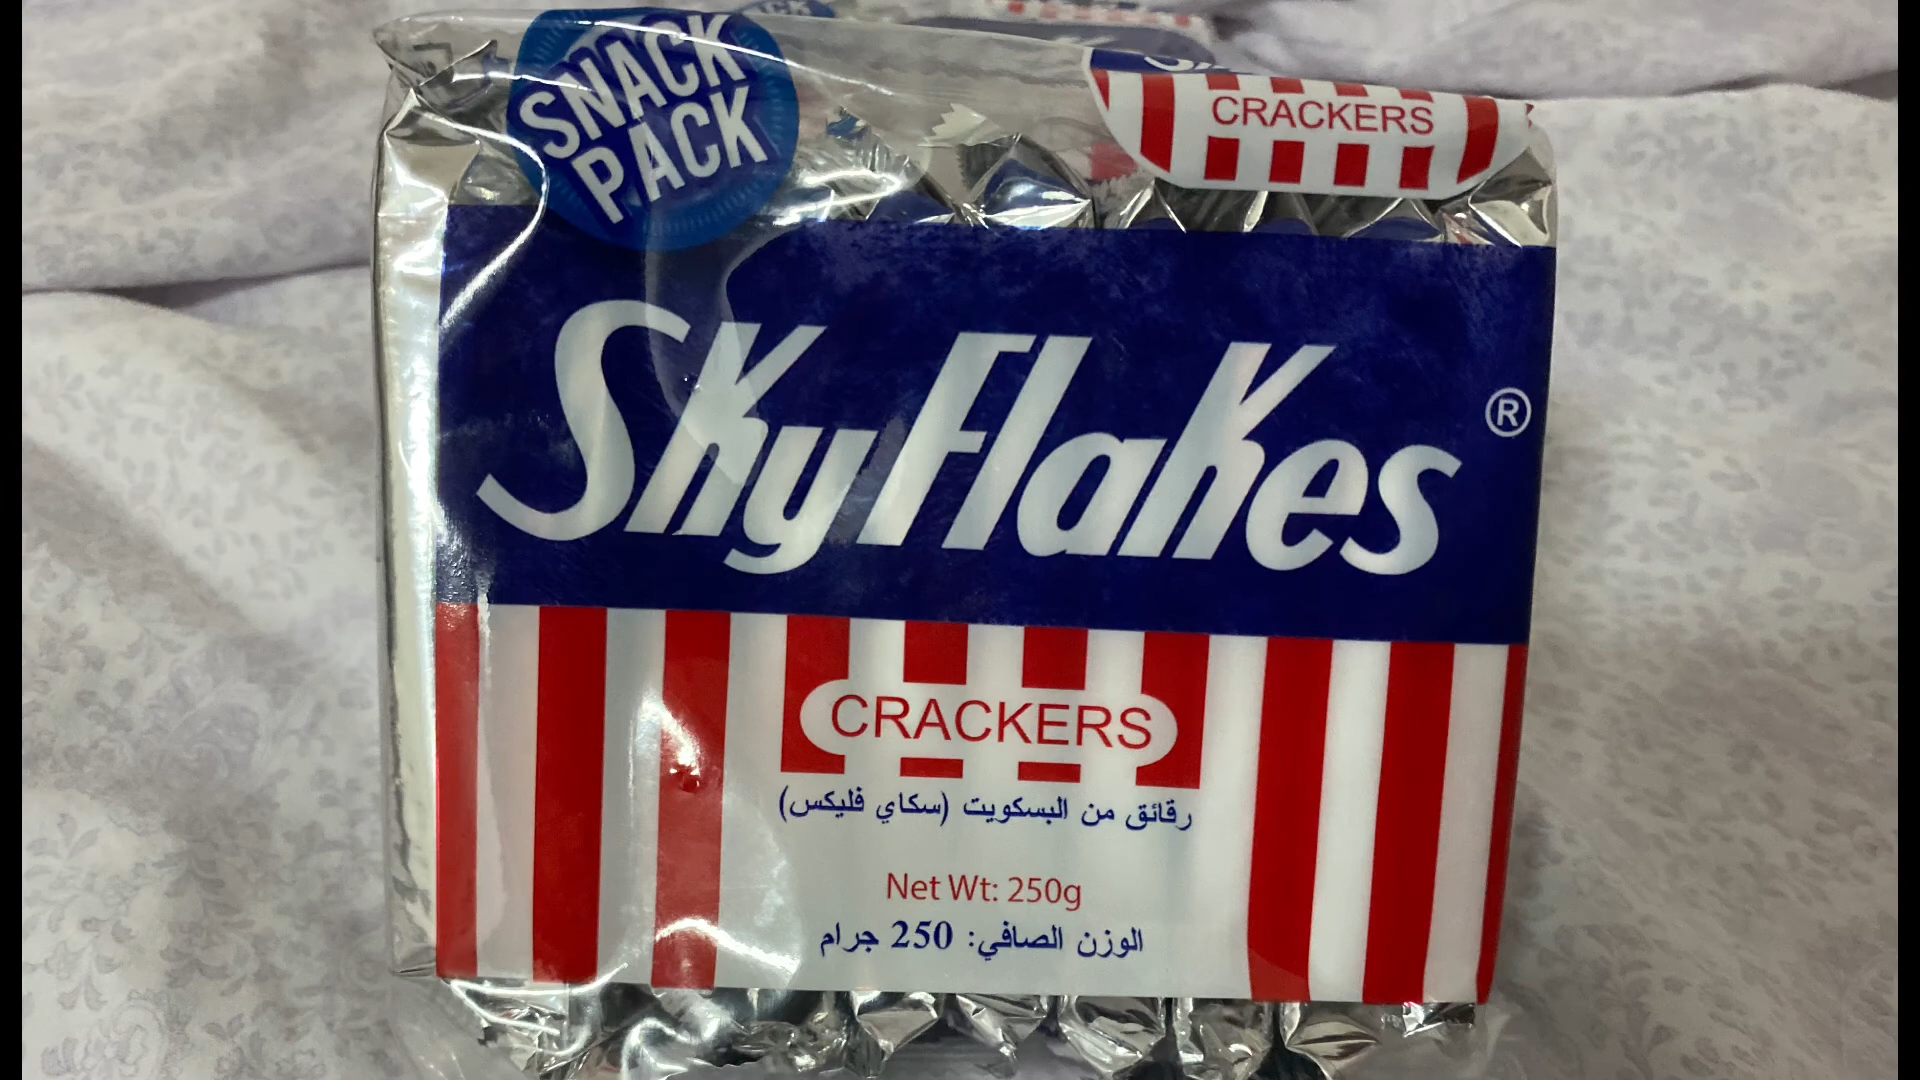 SNACK
PACK
CRACKERS
SkyFlakes®
CRACKERS
رقائق من البسكويت (سكاي فليكس)
Net Wt: 250g
الوزن الصافي: 250 جرام